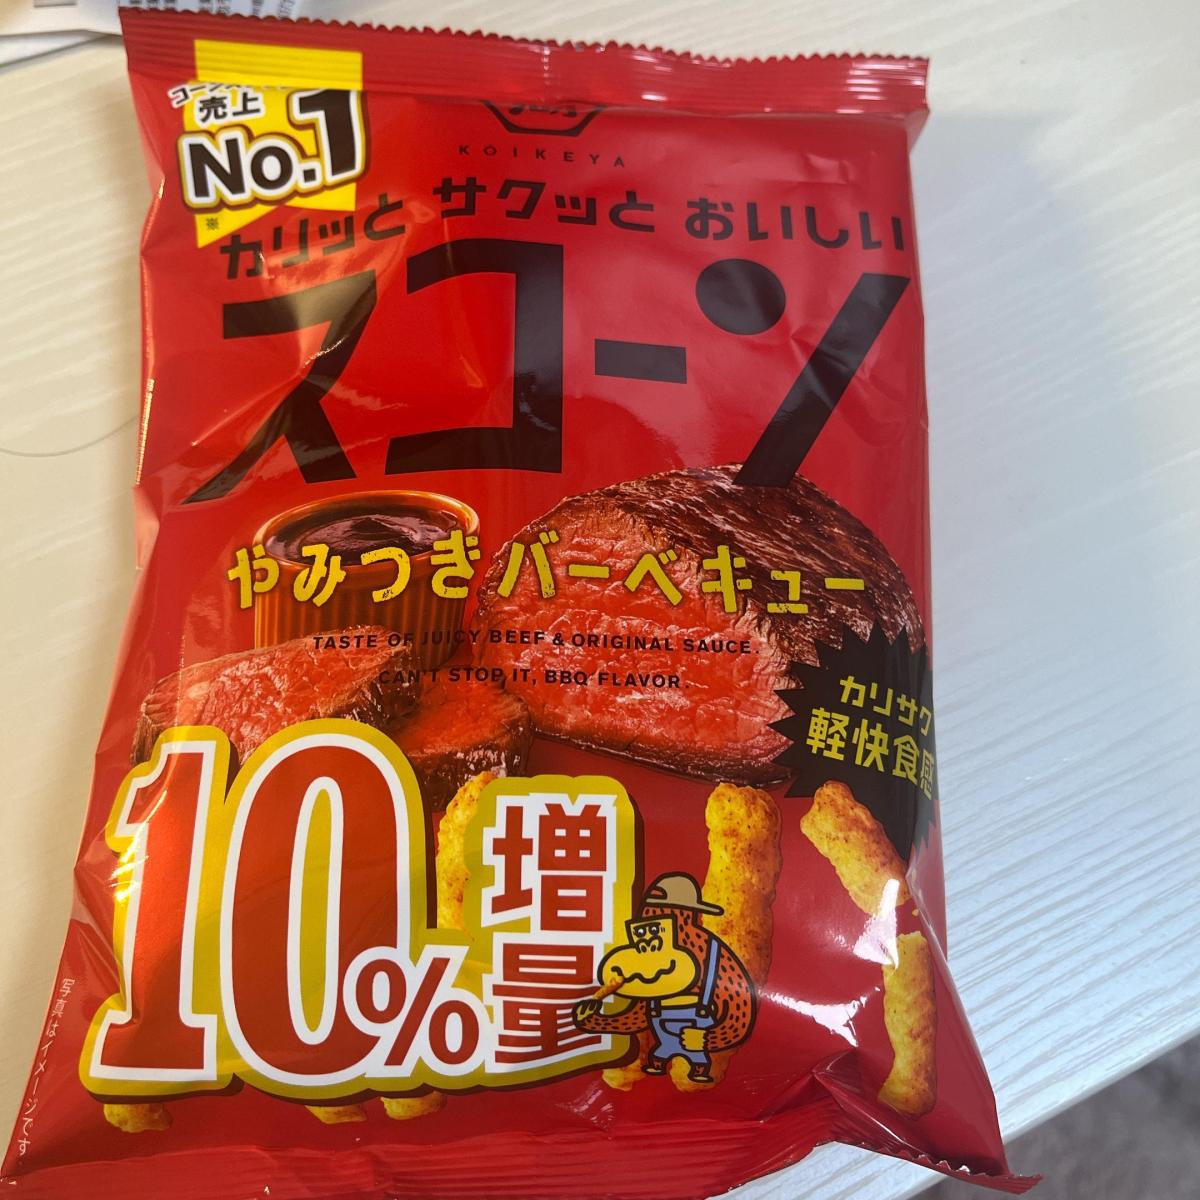 売上
No.1
※
KOIKEYA
カリッと サクッと おいしい
スコーン
やみつきバーベキュー
TASTE OF JUICY BEEF & ORIGINAL SAUCE.
CAN'T STOP IT, BBQ FLAVOR.
カリサク
軽快食感
10%
増量
写真はイメージです。